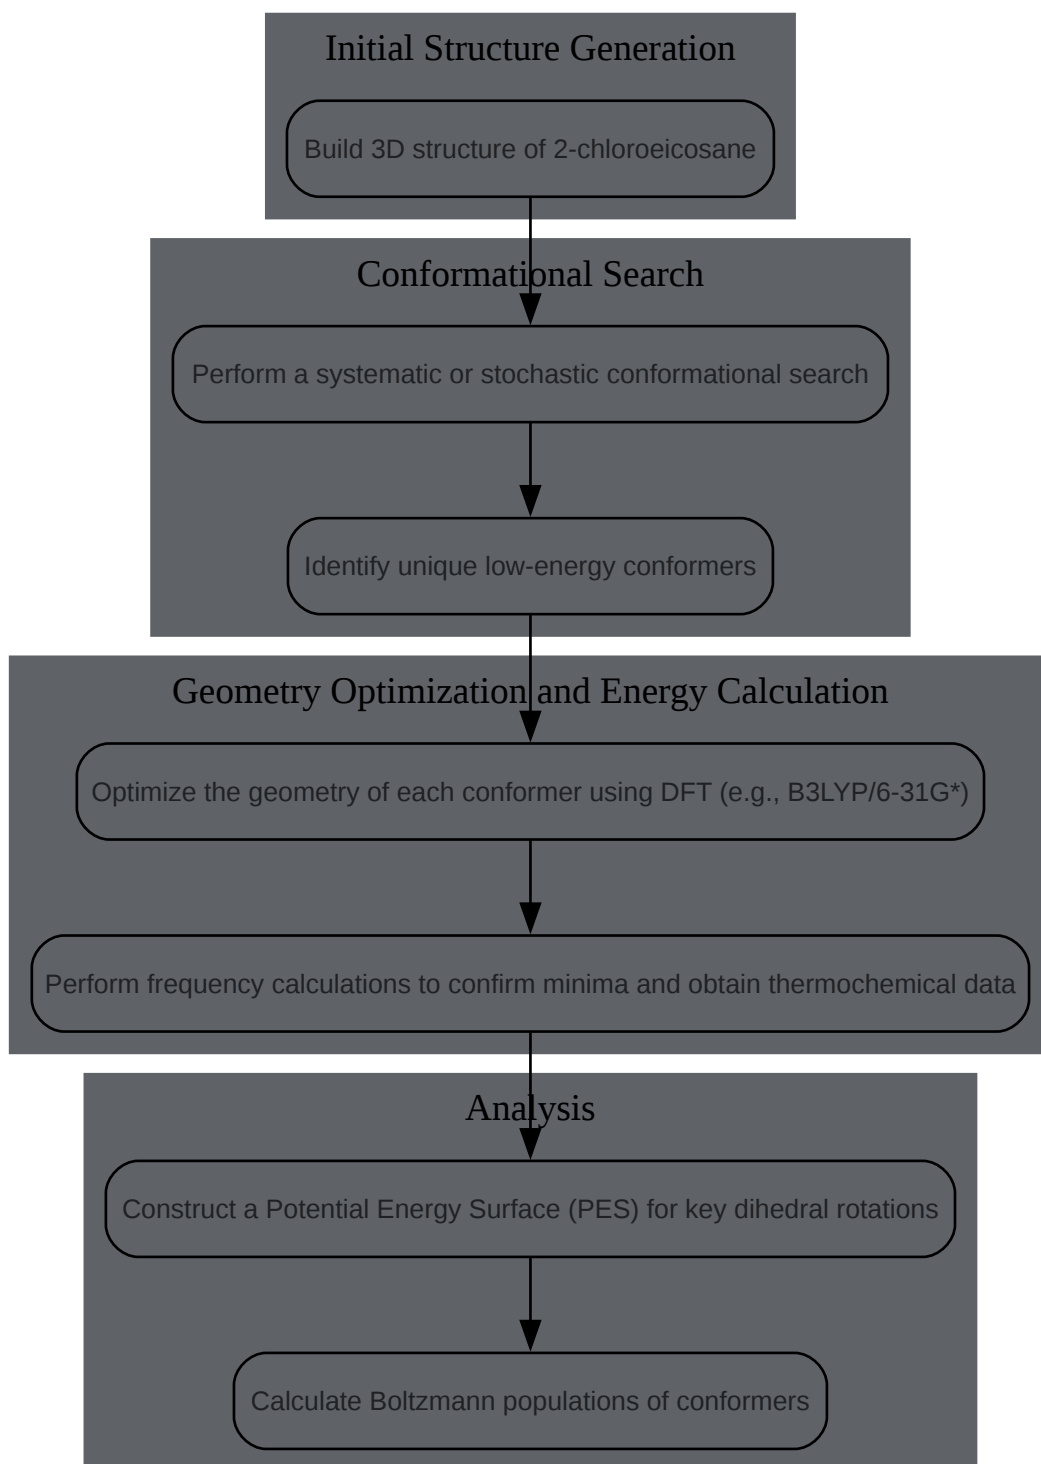 Initial Structure Generation
Build 3D structure of 2-chloroeicosane
Conformational Search
Perform a systematic or stochastic conformational search
Identify unique low-energy conformers
Geometry Optimization and Energy Calculation
Optimize the geometry of each conformer using DFT (e.g., B3LYP/6-31G*)
Perform frequency calculations to confirm minima and obtain thermochemical data
Analysis
Construct a Potential Energy Surface (PES) for key dihedral rotations
Calculate Boltzmann populations of conformers